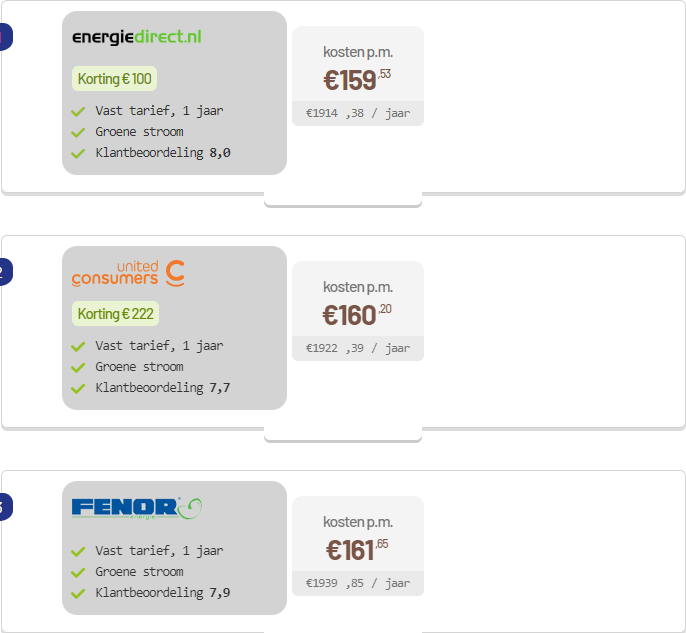 energiedirect.nl
kosten p.m.
€159,53
Korting € 100
Vast tarief, 1 jaar
€1914 ,38 / jaar
Groene stroom
Klantbeoordeling 8,0
2
united
consumers
kosten p.m.
€160,20
Korting € 222
Vast tarief, 1 jaar
€1922 ,39 / jaar
Groene stroom
Klantbeoordeling 7,7
3
FENOR
energie
kosten p.m.
€161,65
Vast tarief, 1 jaar
Groene stroom
€1939 ,85 / jaar
Klantbeoordeling 7,9